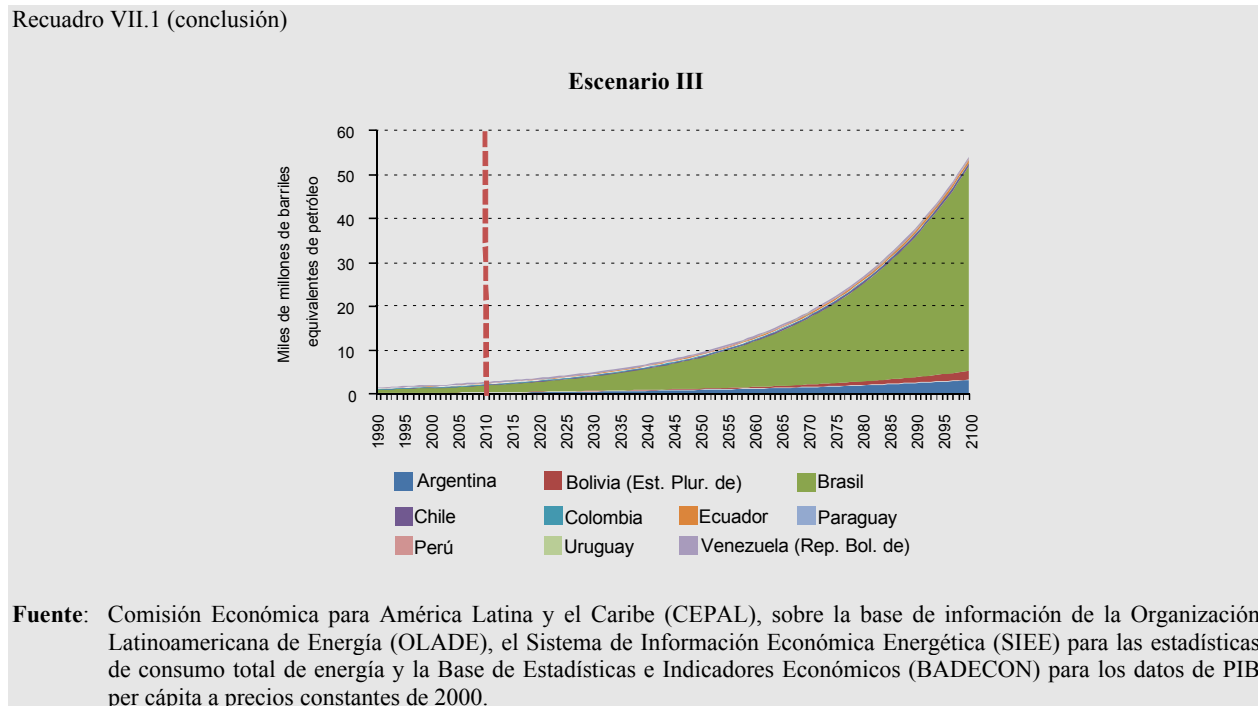 Recuadro VII.1 (conclusión)
Escenario III
Miles de millones de barriles
equivalentes de petróleo
60
50
40
30
20
10
0
1990
1995
2000
2005
2010
2015
2020
2025
2030
2035
2040
2045
2050
2055
2060
2065
2070
2075
2080
2085
2090
2095
2100
Argentina
Bolivia (Est. Plur. de)
Brasil
Chile
Colombia
Ecuador
Paraguay
Perú
Uruguay
Venezuela (Rep. Bol. de)
Fuente: Comisión Económica para América Latina y el Caribe (CEPAL), sobre la base de información de la Organización
Latinoamericana de Energía (OLADE), el Sistema de Información Económica Energética (SIEE) para las estadísticas
de consumo total de energía y la Base de Estadísticas e Indicadores Económicos (BADECON) para los datos de PIB
per cápita a precios constantes de 2000.